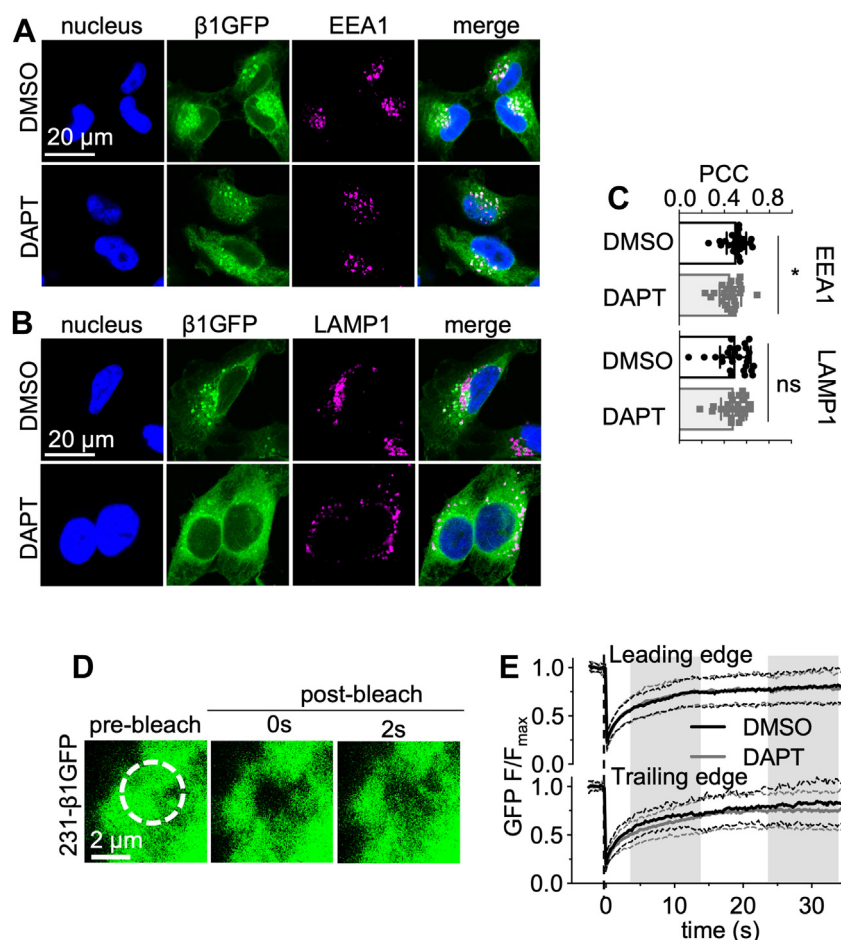 A
nucleus β1GFP EEA1 merge
DMSO
20 µm
DAPT
B
nucleus β1GFP LAMP1 merge
DMSO
20 µm
DAPT
C
PCC
0.0 0.4 0.8
DMSO
DAPT
*
EEA1
DMSO
DAPT
ns
LAMP1
D
post-bleach
pre-bleach 0s 2s
231-β1GFP
2 µm
E
Leading edge
1.0
0.5
0.0
DMSO
DAPT
Trailing edge
1.0
0.5
0.0
GFP F/Fmax
0 10 20 30
time (s)